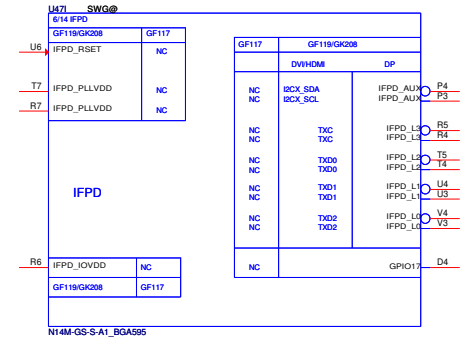 U47I SWG@
6/14 IFPD
GF119/GK208 GF117
U6 IFPD_RSET NC
T7 IFPD_PLLVDD NC
R7 IFPD_PLLVDD NC
GF117 GF119/GK208
DVI/HDMI DP
NC I2CX_SDA IFPD_AUX P4
NC I2CX_SCL IFPD_AUX P3
NC TXC IFPD_L3 R5
NC TXC IFPD_L3 R4
NC TXD0 IFPD_L2 T5
NC TXD0 IFPD_L2 T4
NC TXD1 IFPD_L1 U4
NC TXD1 IFPD_L1 U3
NC TXD2 IFPD_L0 V4
NC TXD2 IFPD_L0 V3
IFPD
R6 IFPD_IOVDD NC
GF119/GK208 GF117
NC GPIO17 D4
N14M-GS-S-A1_BGA595